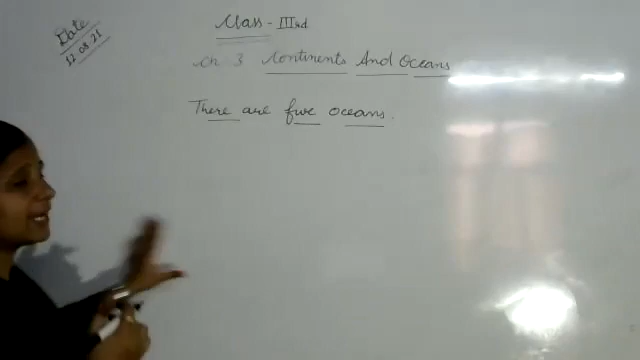 Date
12.08.21
Class - IIIrd
Ch 3 Continents And Oceans
There are five oceans.